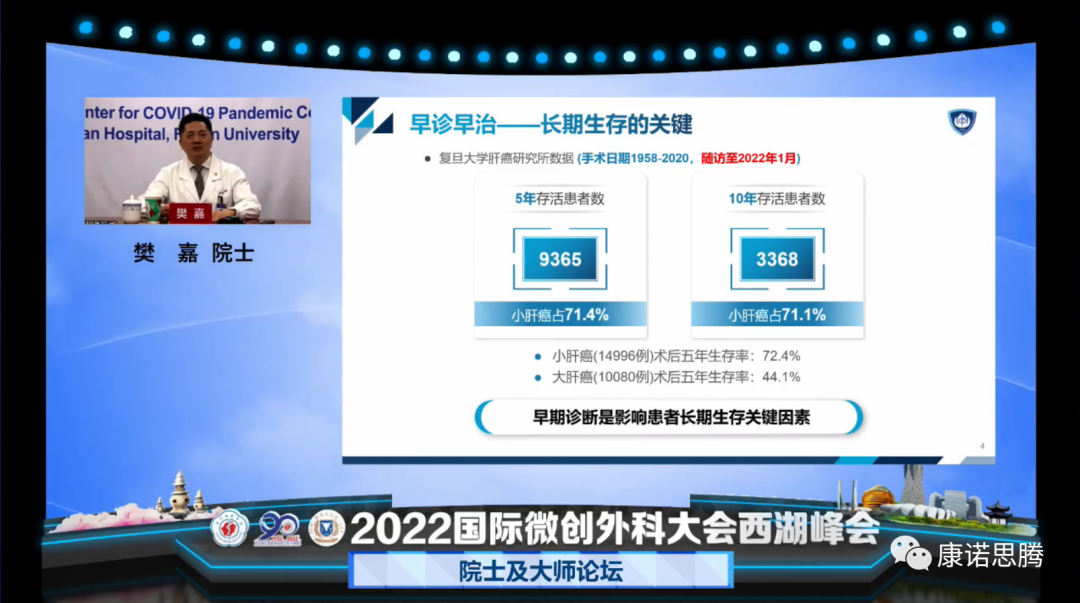 nter for COVID-19 Pandemic Co
an Hospital, F n University
樊 嘉
樊 嘉 院士
早诊早治——长期生存的关键
复旦大学肝癌研究所数据 (手术日期1958-2020，随访至2022年1月)
5年存活患者数
9365
小肝癌占71.4%
10年存活患者数
3368
小肝癌占71.1%
小肝癌(14996例)术后五年生存率：72.4%
大肝癌(10080例)术后五年生存率：44.1%
早期诊断是影响患者长期生存关键因素
4
2022国际微创外科大会西湖峰会
院士及大师论坛
康诺思腾